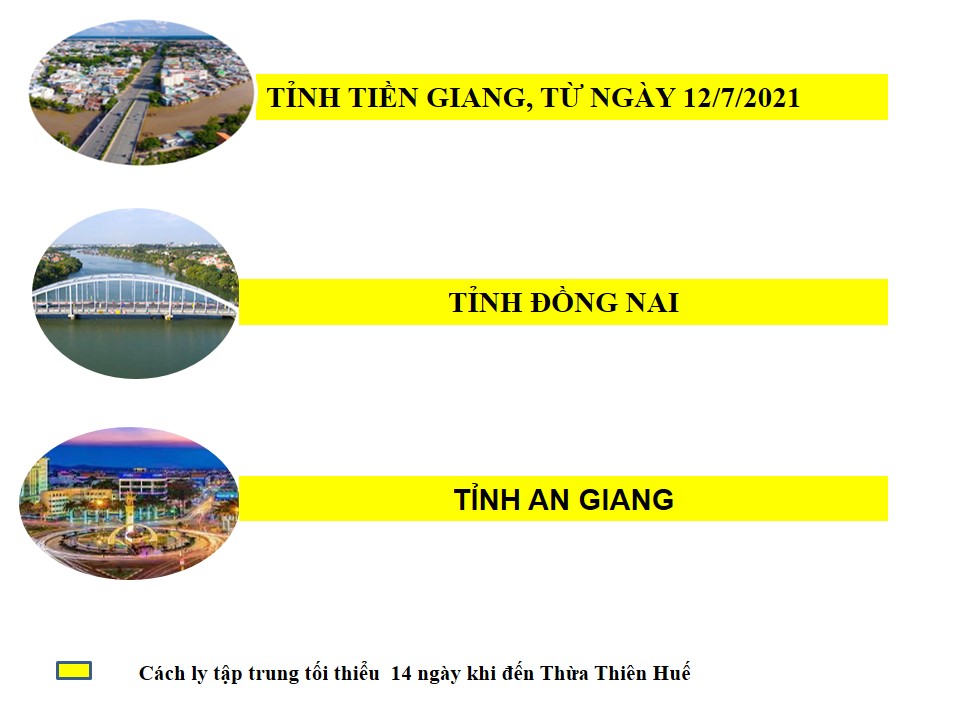 TỈNH TIỀN GIANG, TỪ NGÀY 12/7/2021
TỈNH ĐỒNG NAI
TỈNH AN GIANG
Cách ly tập trung tối thiểu 14 ngày khi đến Thừa Thiên Huế